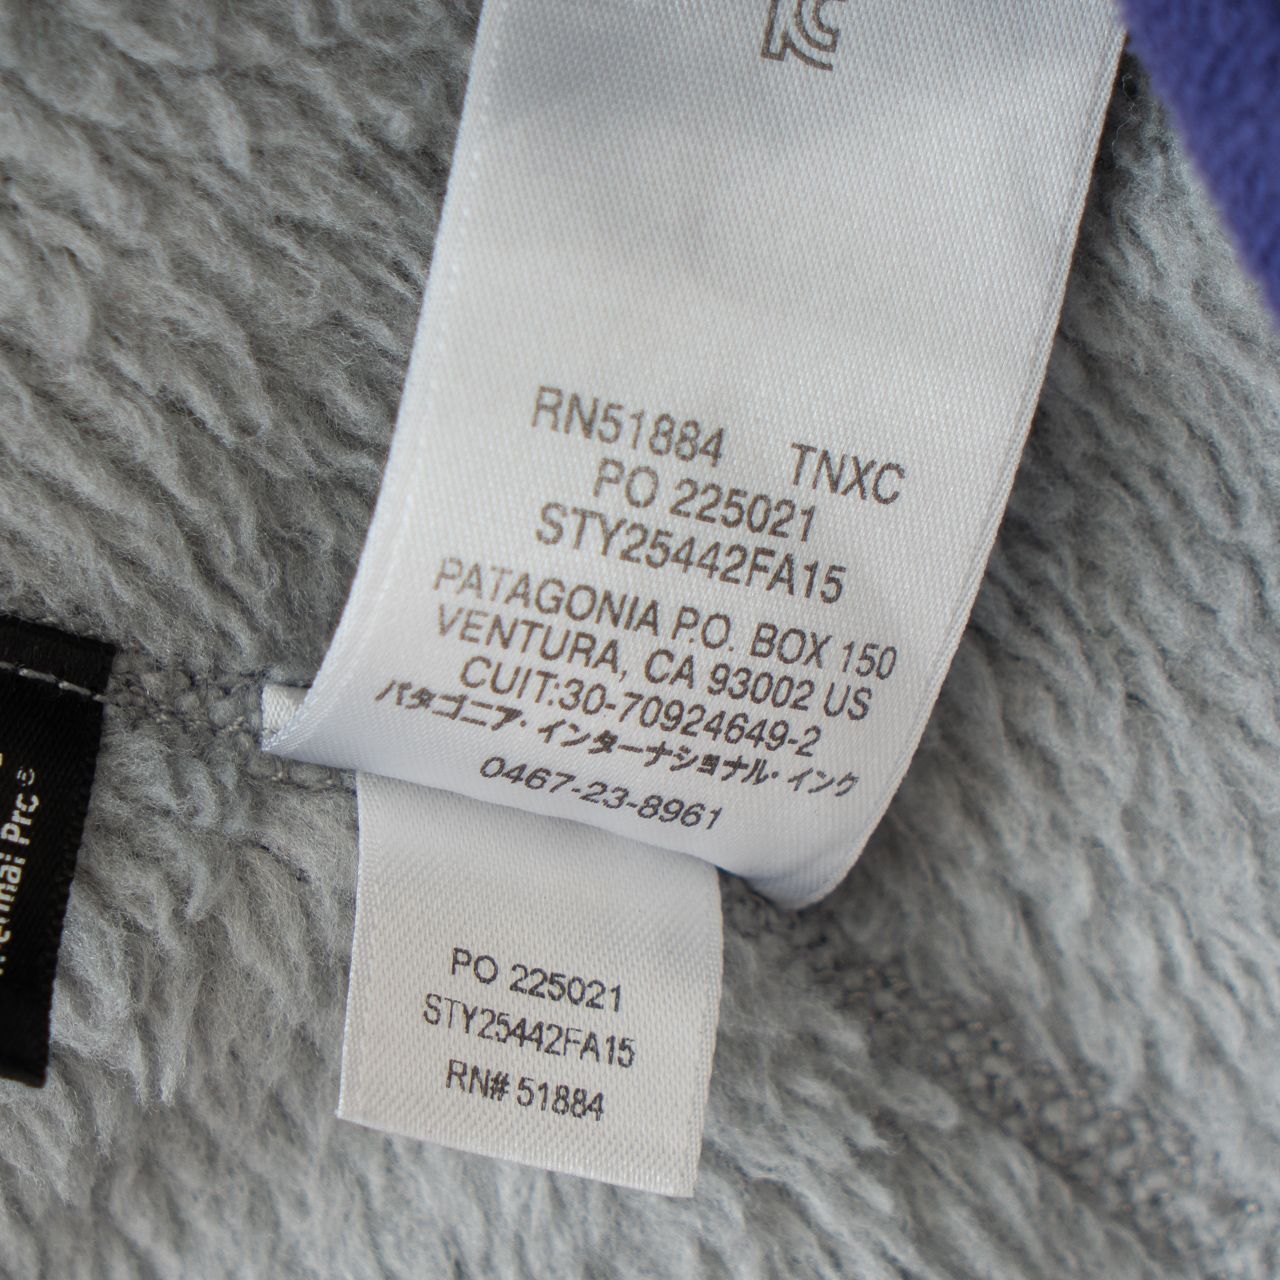 RN51884 TNXC
PO 225021
STY25442FA15
PATAGONIA P.O. BOX 150
VENTURA, CA 93002 US
CUIT:30-70924649-2
パタゴニア・インターナショナル・インク
0467-23-8961
PO 225021
STY25442FA15
RN# 51884
Pro®